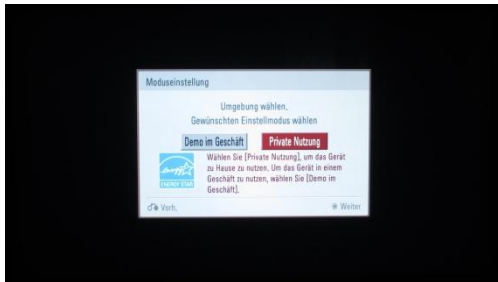 Moduseinstellung
Umgebung wählen.
Gewünschten Einstellmodus wählen
Demo im Geschäft Private Nutzung
Wählen Sie [Private Nutzung], um das Gerät
zu Hause zu nutzen. Um das Gerät in einem
Geschäft zu nutzen, wählen Sie [Demo im
Geschäft].
ENERGY STAR
Vorh. Weiter